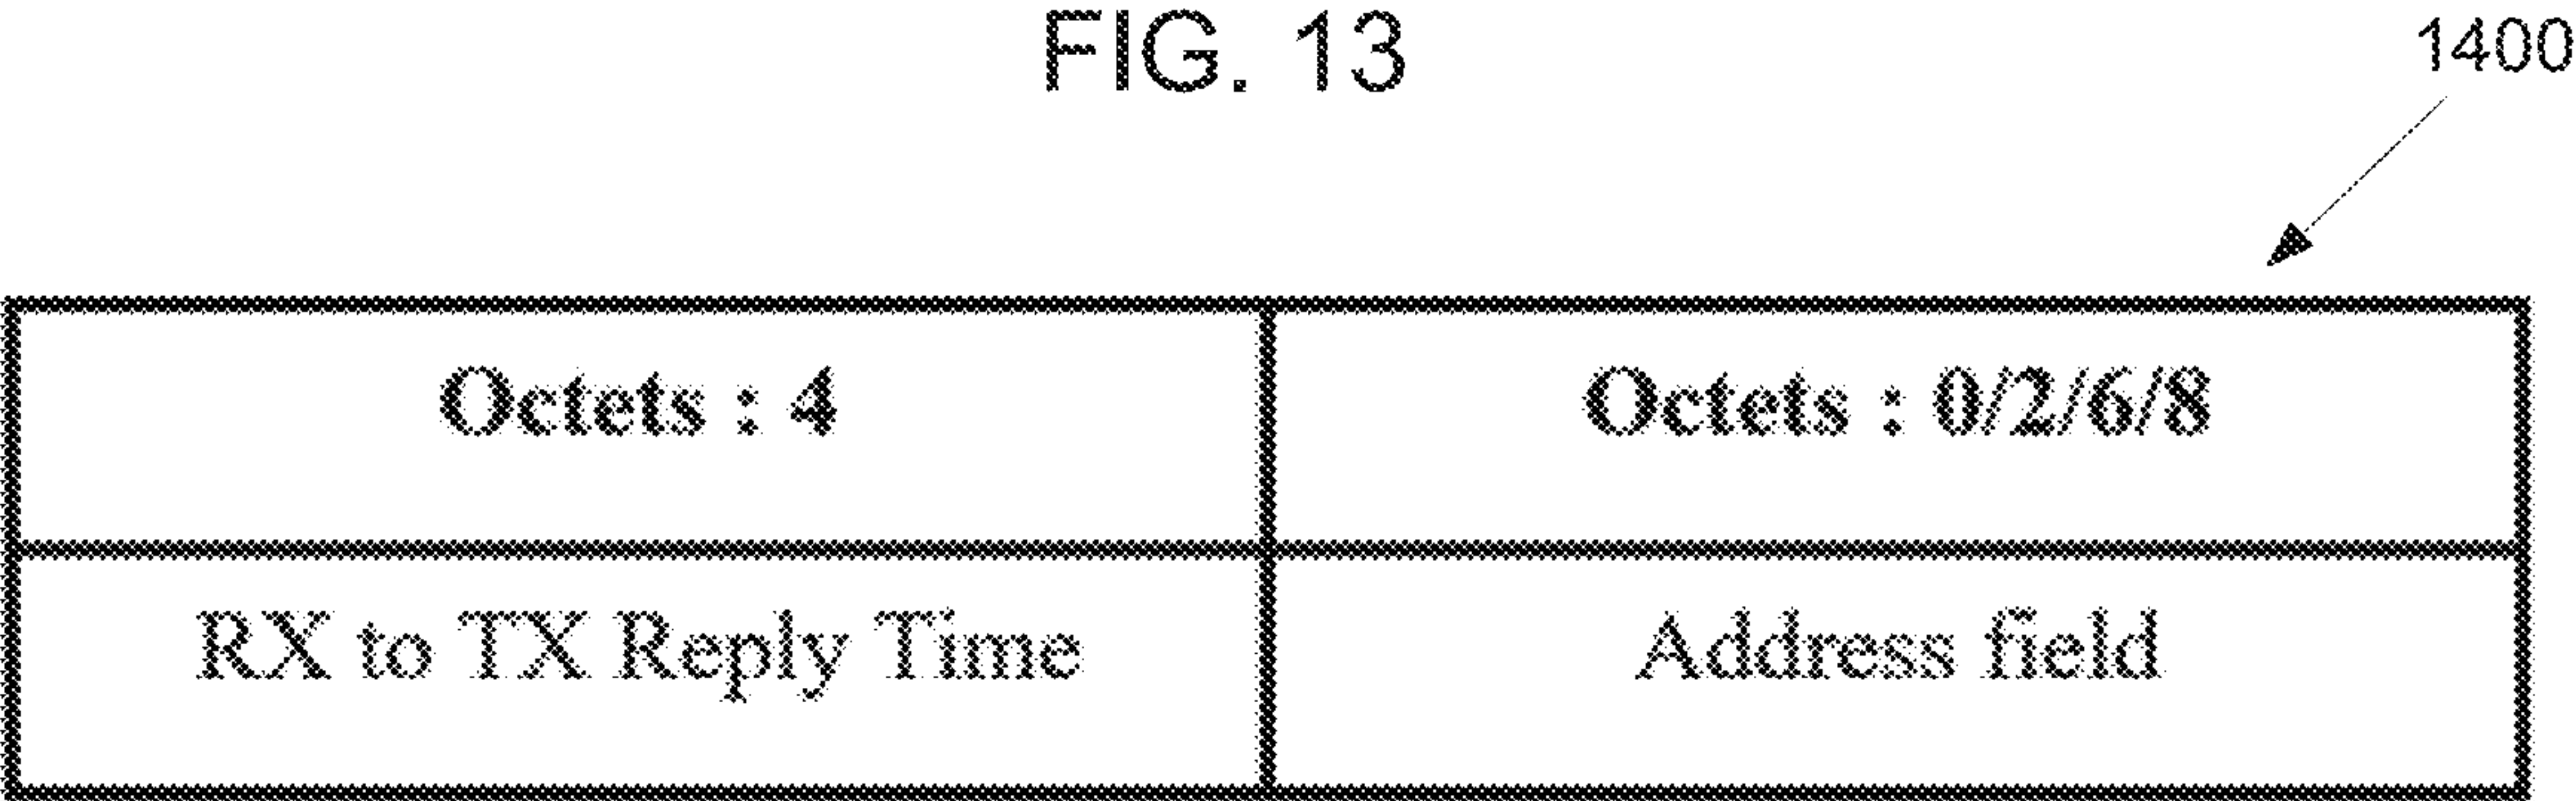 FIG. 13
1400
Octets : 4
Octets : 0/2/6/8
RX to TX Reply Time
Address field